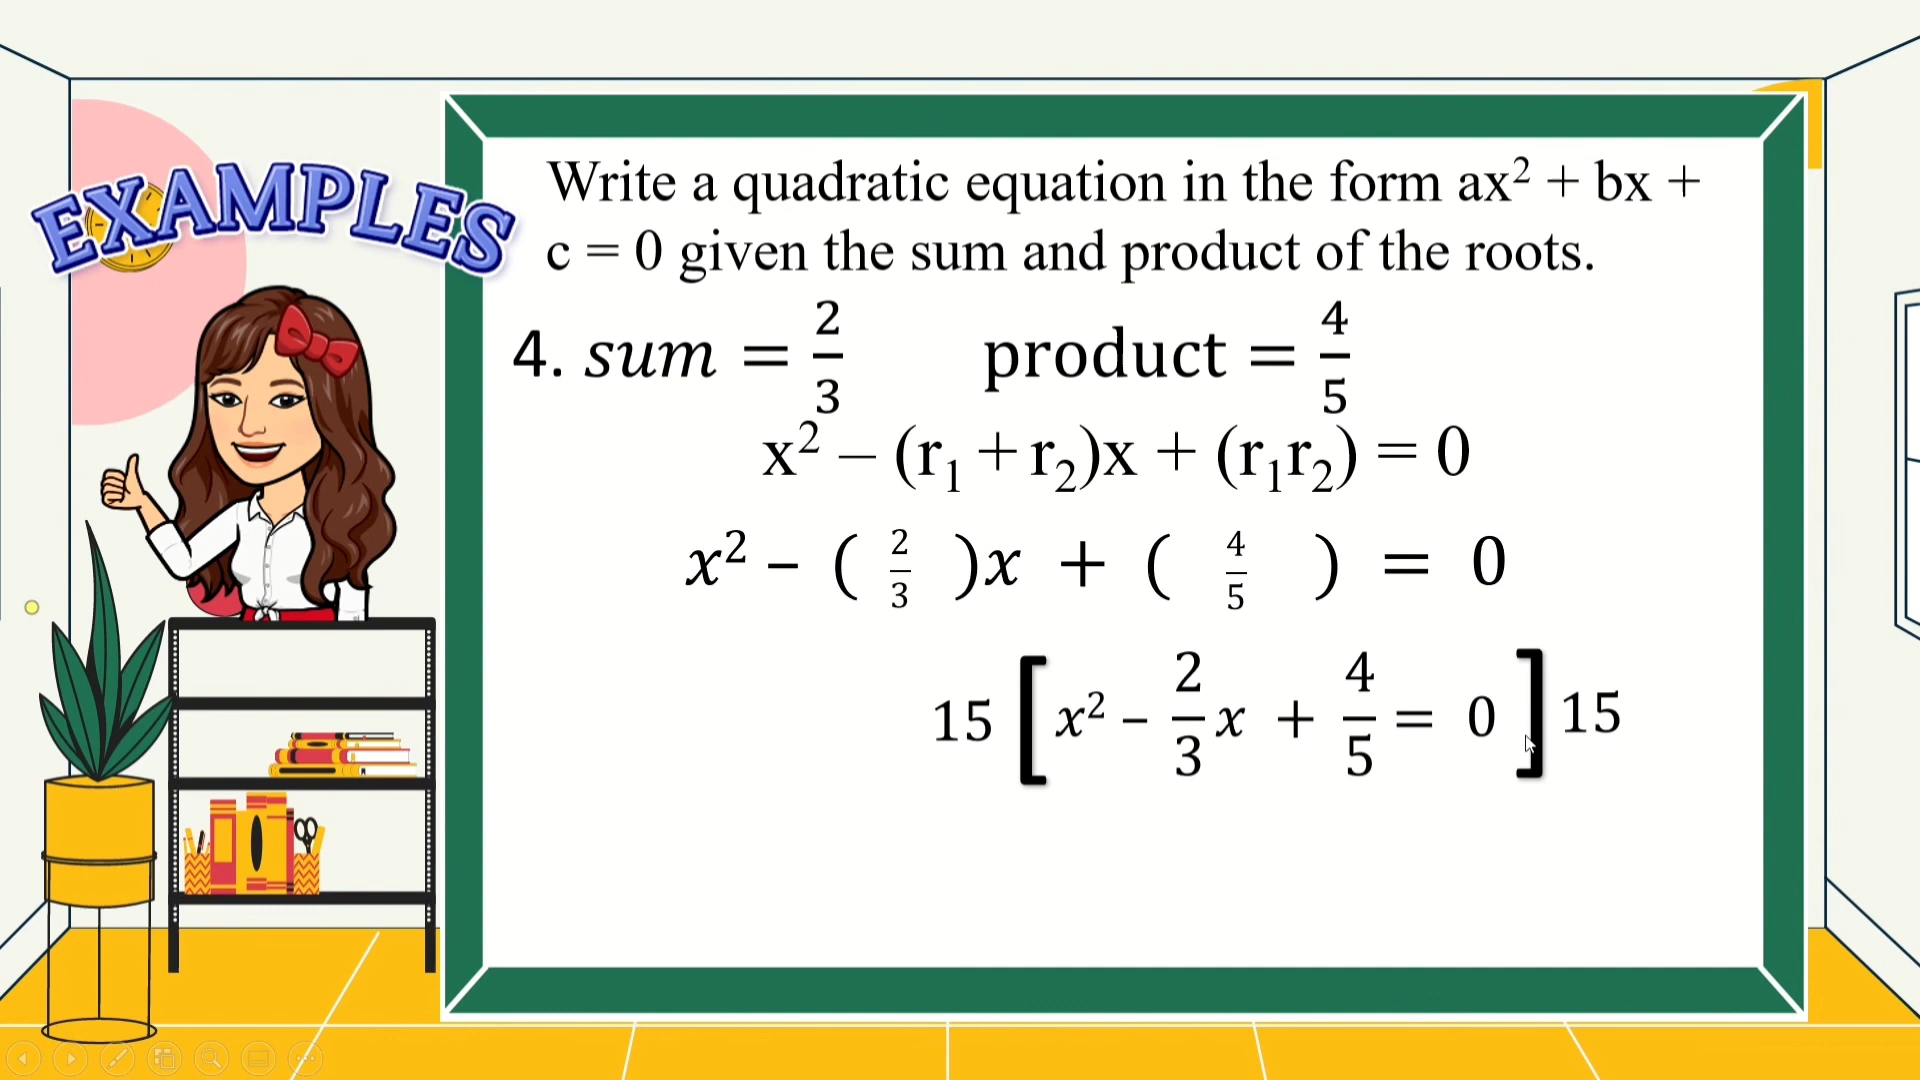 EXAMPLES
Write a quadratic equation in the form ax² + bx +
c = 0 given the sum and product of the roots.
4. sum = 2/3 product = 4/5
x² – (r₁ + r₂)x + (r₁r₂) = 0
x² – ( 2/3 )x + ( 4/5 ) = 0
15 [ x² – 2/3 x + 4/5 = 0 ] 15